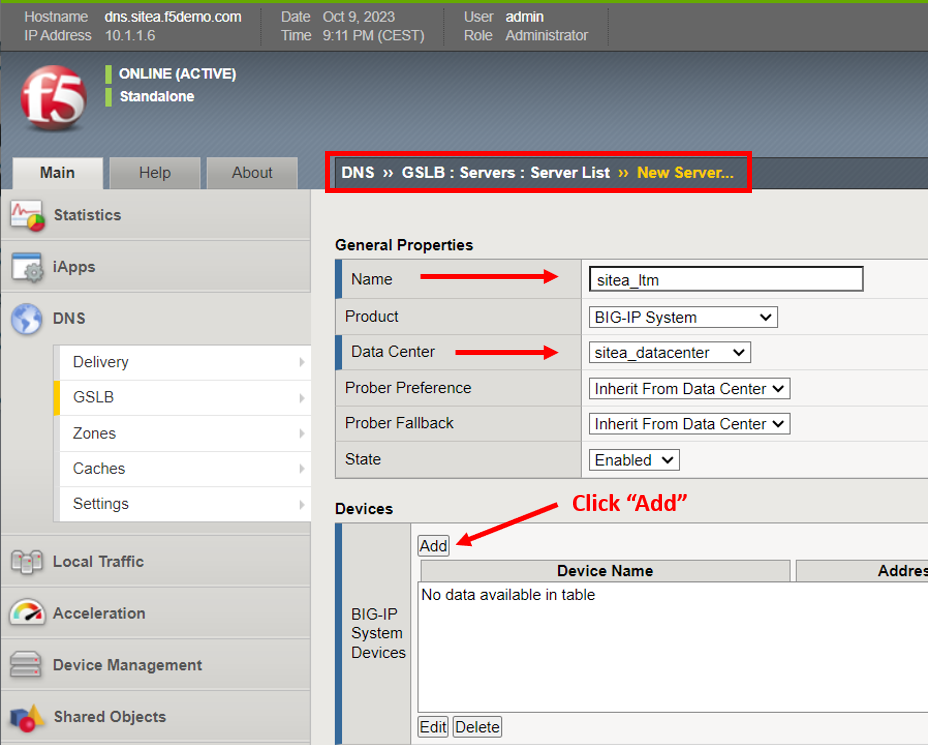 Hostname dns.sitea.f5demo.com Date Oct 9, 2023 User admin
IP Address 10.1.1.6 Time 9:11 PM (CEST) Role Administrator
f5
ONLINE (ACTIVE)
Standalone
Main Help About
DNS ›› GSLB : Servers : Server List ›› New Server...
Statistics
iApps
DNS
Delivery
GSLB
Zones
Caches
Settings
Local Traffic
Acceleration
Device Management
Shared Objects
General Properties
Name sitea_ltm
Product BIG-IP System
Data Center sitea_datacenter
Prober Preference Inherit From Data Center
Prober Fallback Inherit From Data Center
State Enabled
Devices
Click “Add”
Add
Device Name Addres
No data available in table
BIG-IP
System
Devices
Edit Delete